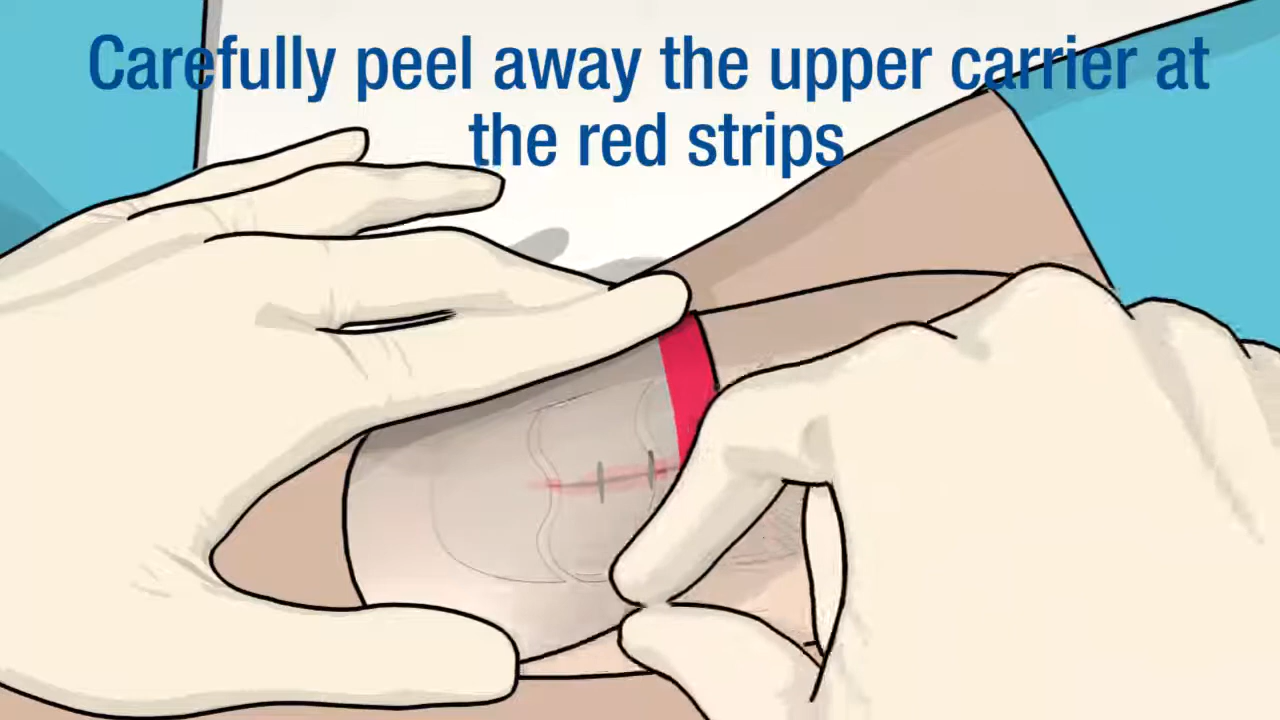 Carefully peel away the upper carrier at
the red strips